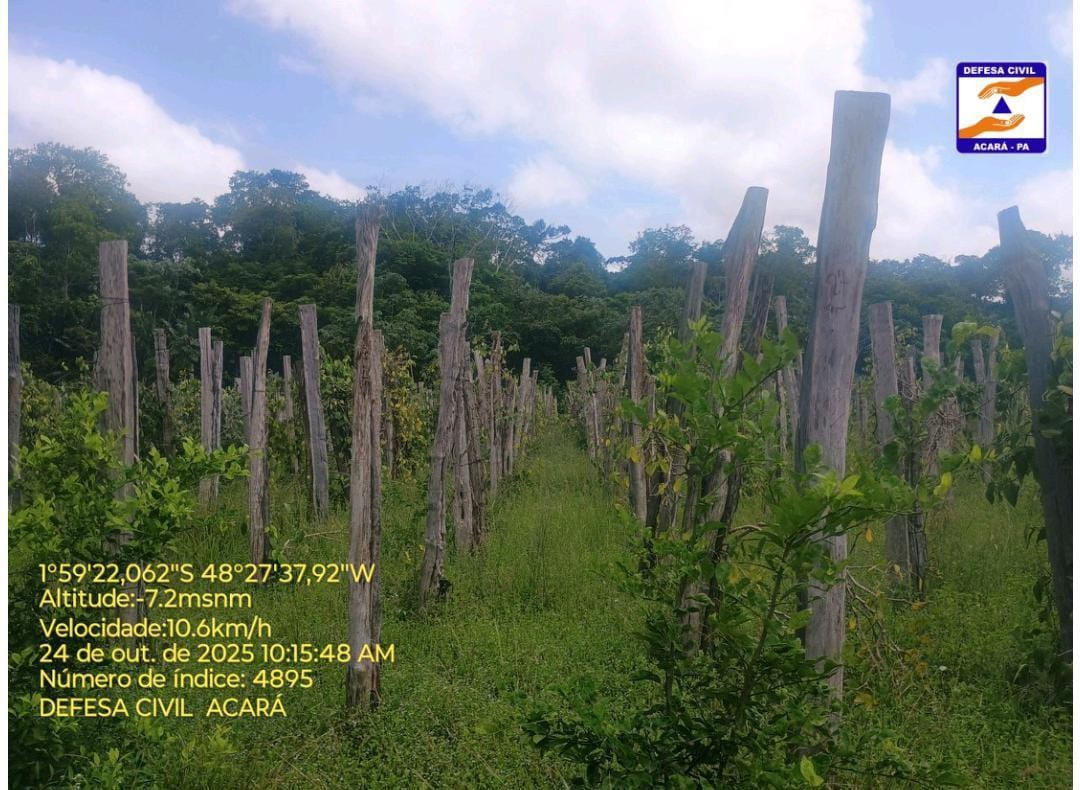 DEFESA CIVIL
ACARÁ - PA
1°59'22,062"S 48°27'37,92"W
Altitude:-7.2msnm
Velocidade:10.6km/h
24 de out. de 2025 10:15:48 AM
Número de índice: 4895
DEFESA CIVIL ACARÁ